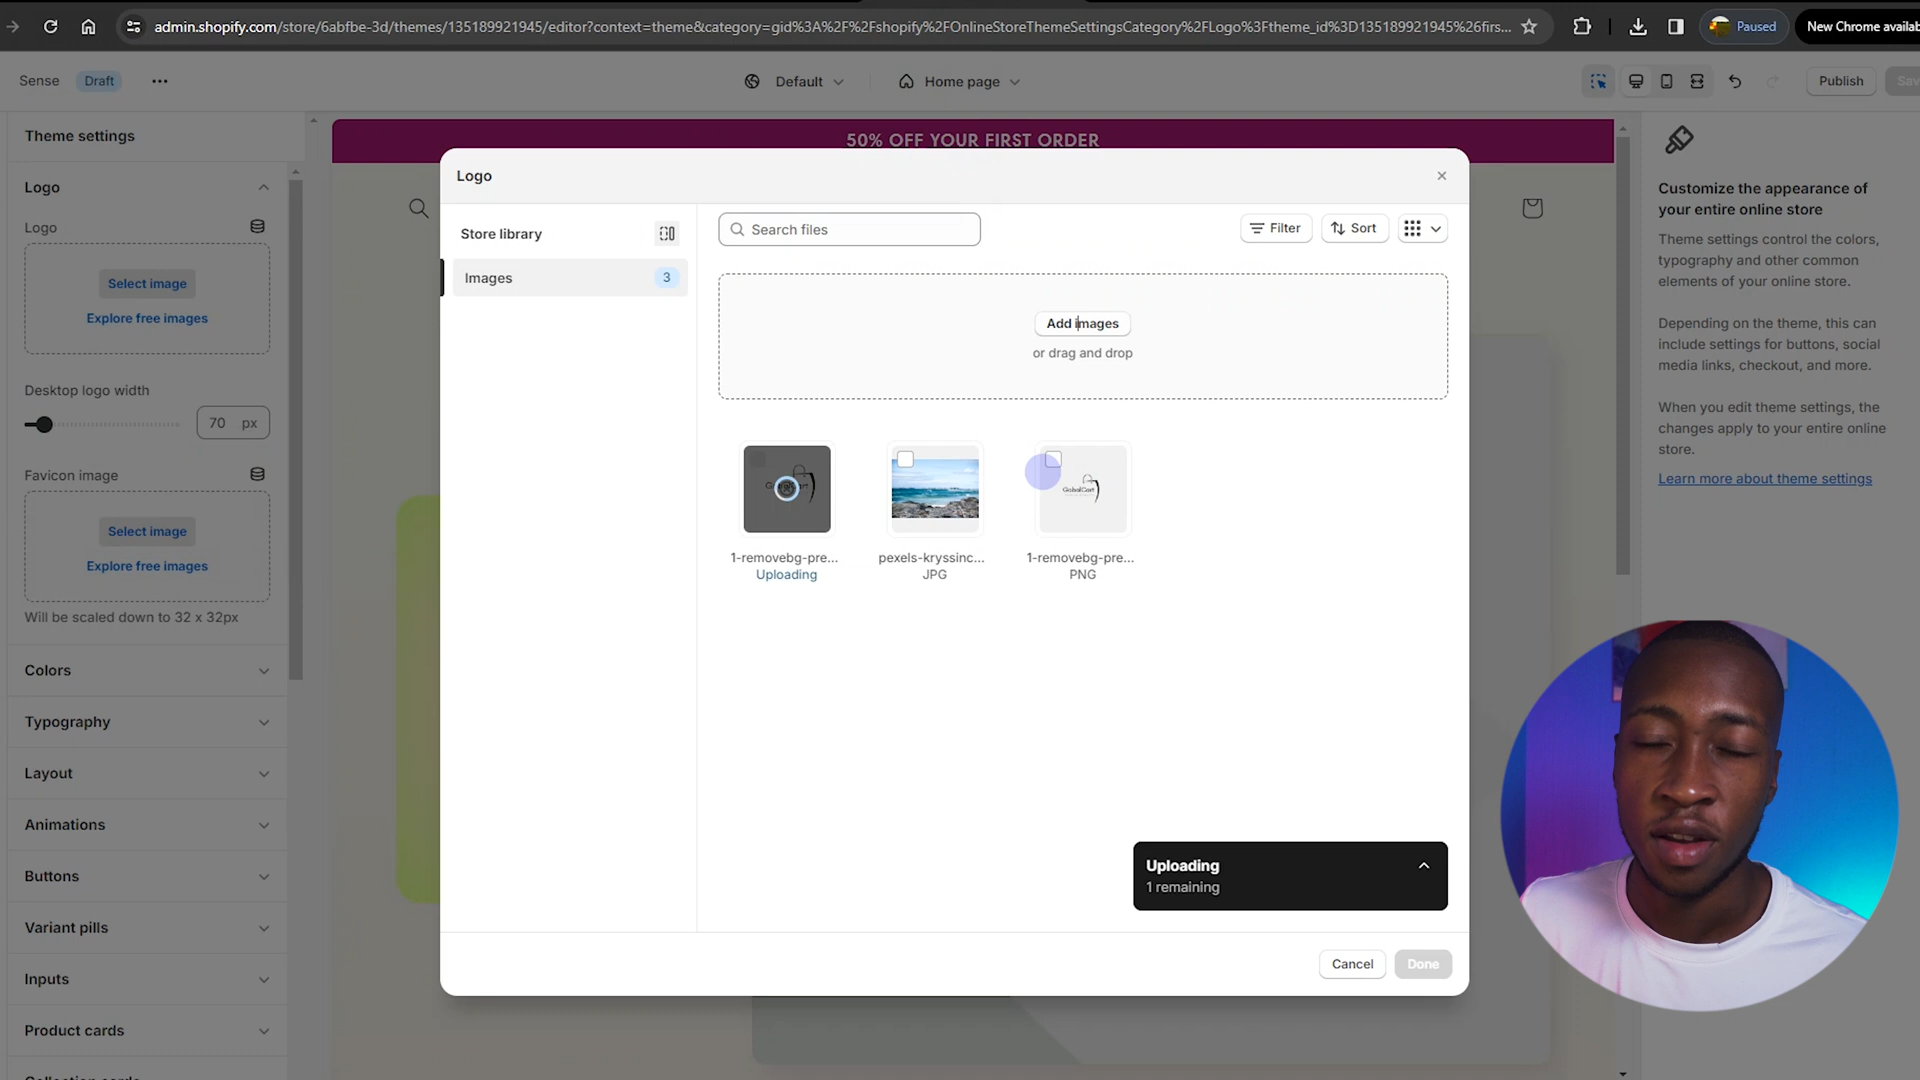 admin.shopify.com/store/6abfbe-3d/themes/135189921945/editor?context=theme&category=gid%3A%2F%2Fshopify%2FOnlineStoreThemeSettingsCategory%2FLogo%3Ftheme_id%3D135189921945%26firs...
Paused
New Chrome availab
Sense
Draft
Default
Home page
Publish
Sav
Theme settings
Logo
Logo
Select image
Explore free images
Desktop logo width
70 px
Favicon image
Select image
Explore free images
Will be scaled down to 32 x 32px
Colors
Typography
Layout
Animations
Buttons
Variant pills
Inputs
Product cards
Collection cards
50% OFF YOUR FIRST ORDER
Logo
Store library
Images
3
Search files
Filter
Sort
Add images
or drag and drop
GobalCart
1-removebg-pre...
Uploading
pexels-kryssinc...
JPG
1-removebg-pre...
PNG
Uploading
1 remaining
Cancel
Done
Customize the appearance of
your entire online store
Theme settings control the colors,
typography and other common
elements of your online store.
Depending on the theme, this can
include settings for buttons, social
media links, checkout, and more.
When you edit theme settings, the
changes apply to your entire online
store.
Learn more about theme settings